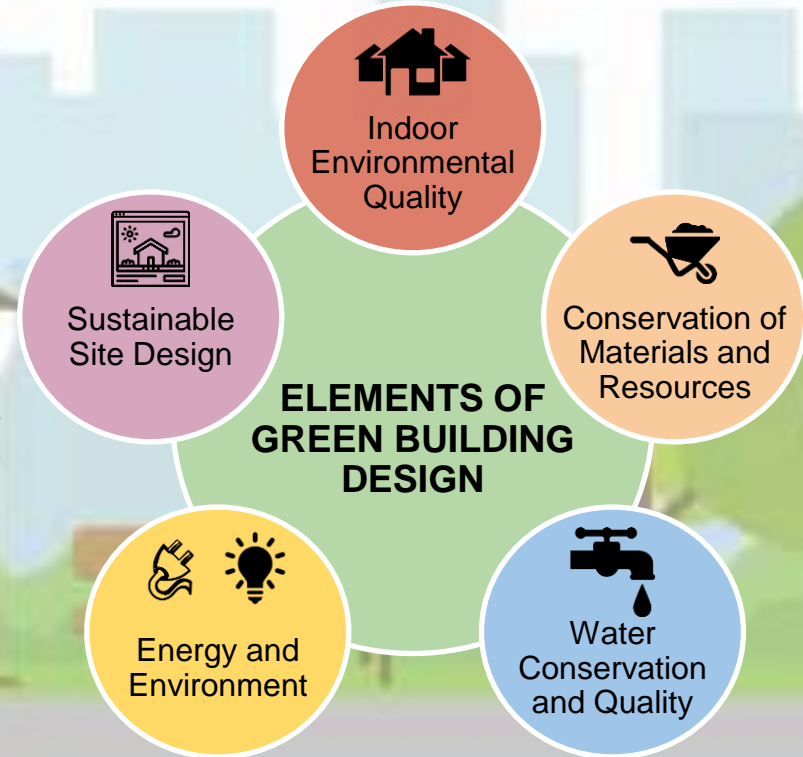 Indoor
Environmental
Quality
Sustainable
Site Design
Conservation of
Materials and
Resources
ELEMENTS OF
GREEN BUILDING
DESIGN
Energy and
Environment
Water
Conservation
and Quality